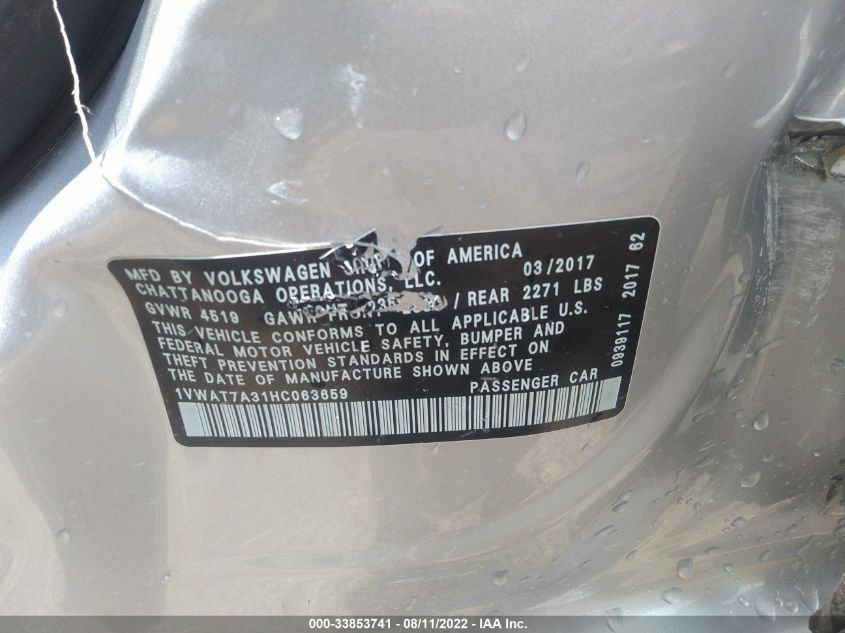 MFD BY VOLKSWAGEN GROUP OF AMERICA 03/2017
CHATTANOOGA OPERATIONS, LLC.
GVWR 4519 GAWR / REAR 2271 LBS
THIS VEHICLE CONFORMS TO ALL APPLICABLE U.S.
FEDERAL MOTOR VEHICLE SAFETY, BUMPER AND
THEFT PREVENTION STANDARDS IN EFFECT ON
THE DATE OF MANUFACTURE SHOWN ABOVE
1VWAT7A31HC063659 PASSENGER CAR
0939117 2017 62
000-33853741 - 08/11/2022 - IAA Inc.